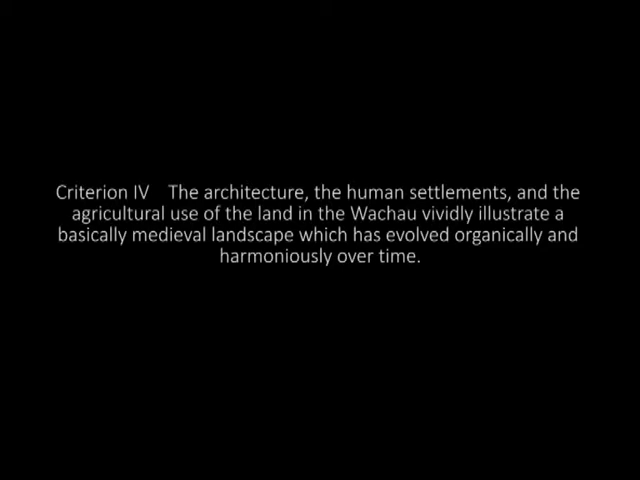 Criterion IV    The architecture, the human settlements, and the
agricultural use of the land in the Wachau vividly illustrate a
basically medieval landscape which has evolved organically and
harmoniously over time.